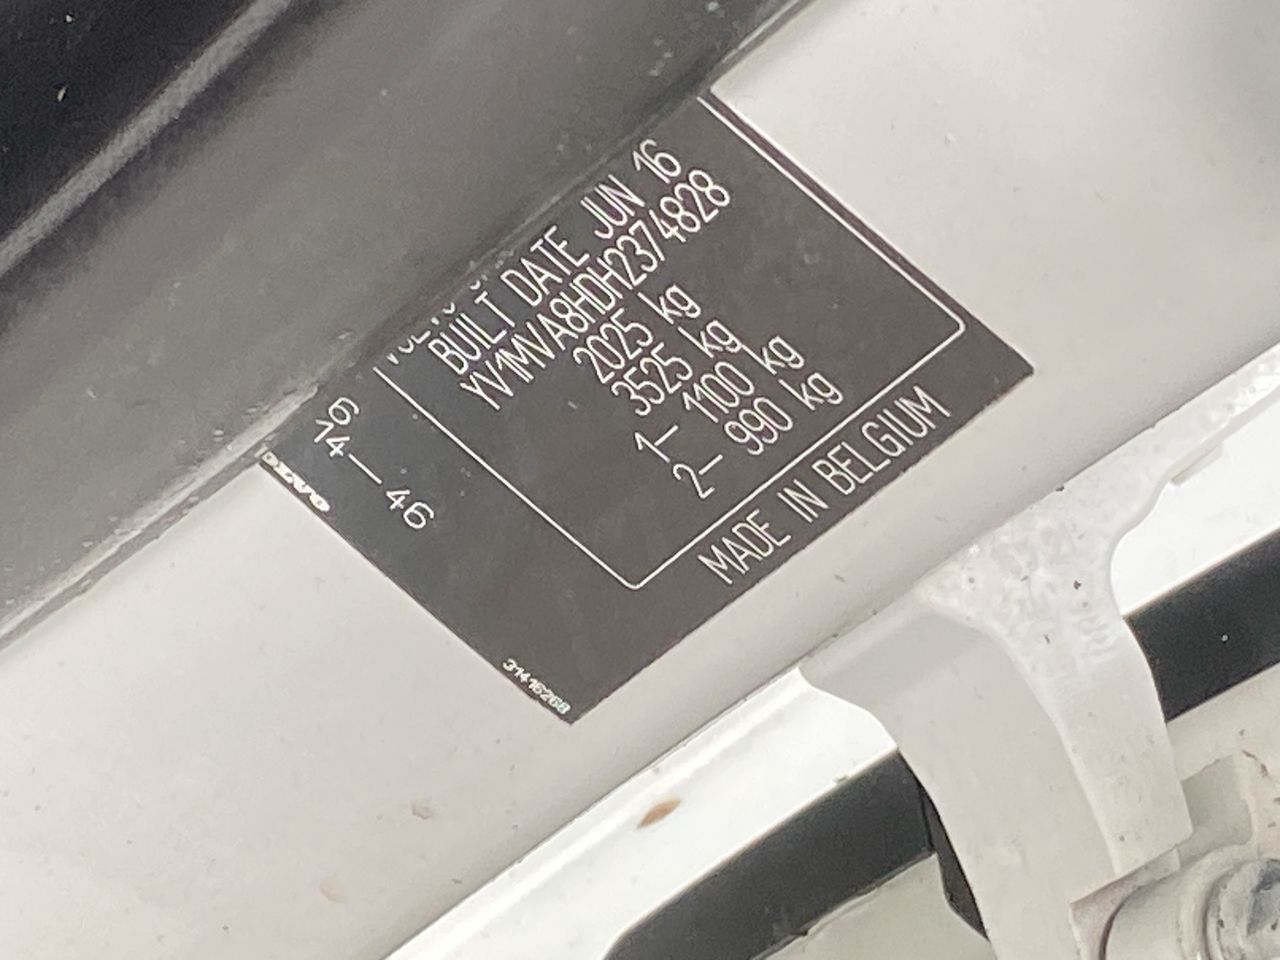 BUILT DATE JUN 16
YV1MVA8HDH2374828
2025 kg
3525 kg
1– 1100 kg
2– 990 kg
MADE IN BELGIUM
14—46
31416268